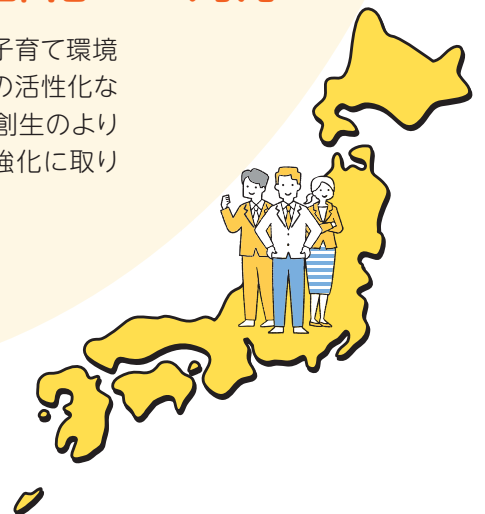 子育て環境
の活性化な
創生のより
強化に取り